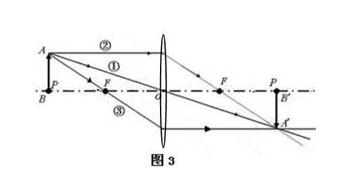 A ②
①
P F F P
B O B′
③
A′
图 3